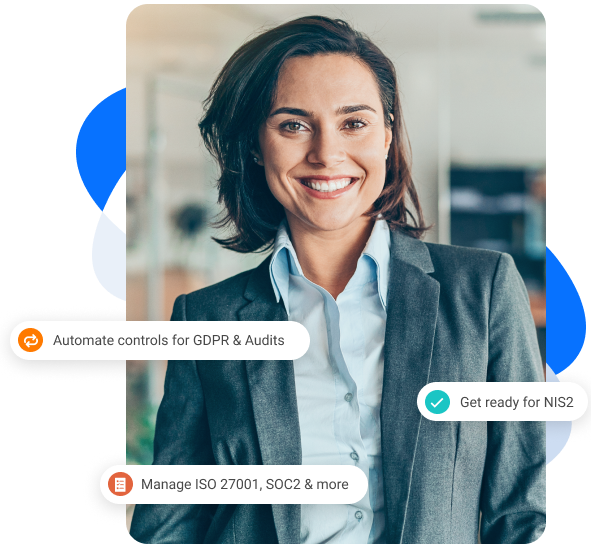 Automate controls for GDPR & Audits
Get ready for NIS2
Manage ISO 27001, SOC2 & more